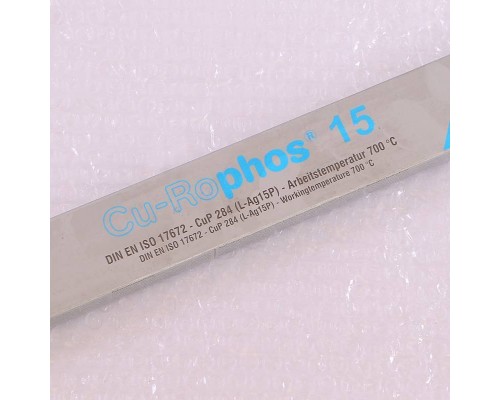 Cu-Rophos® 15
DIN EN ISO 17672 - CuP 284 (L-Ag15P) - Arbeitstemperatur 700 °C
DIN EN ISO 17672 - CuP 284 (L-Ag15P) - Workingtemperature 700 °C